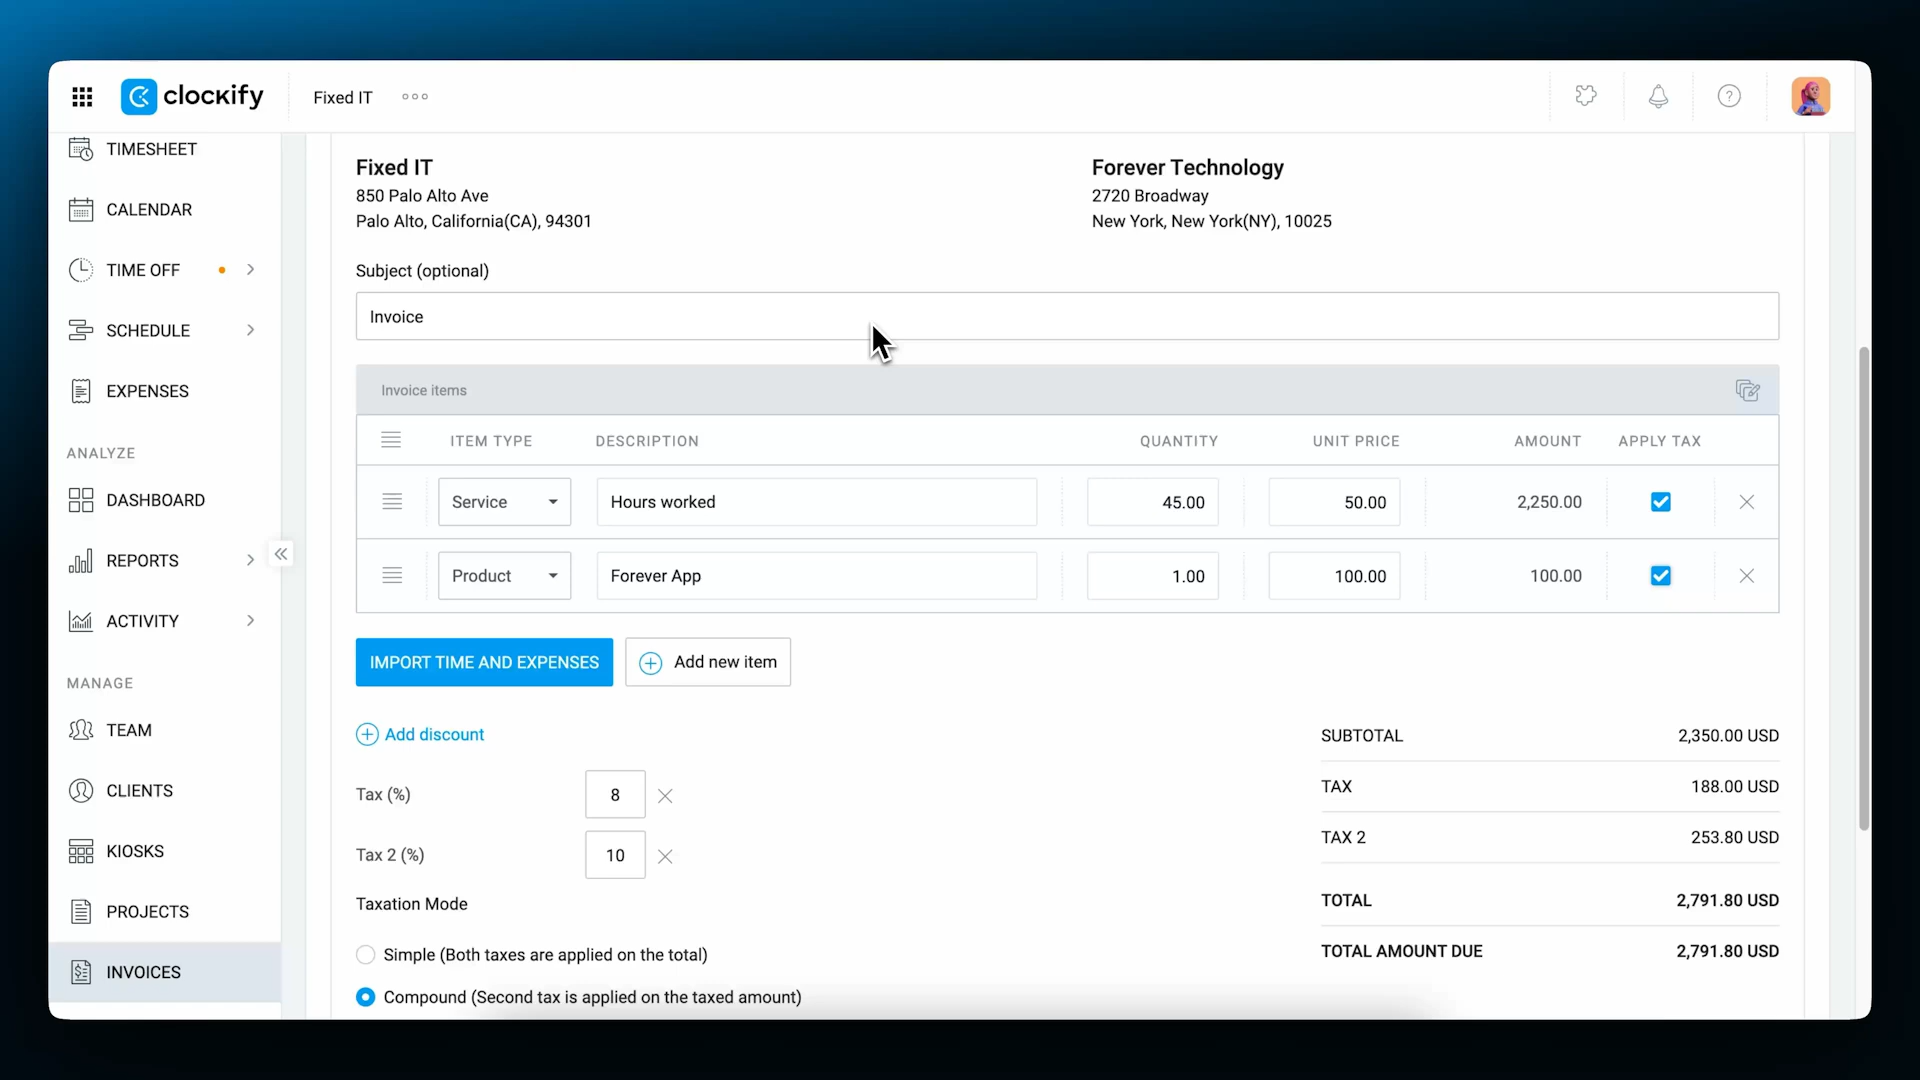 clockify
Fixed IT
?
TIMESHEET
CALENDAR
TIME OFF
SCHEDULE
EXPENSES
ANALYZE
DASHBOARD
REPORTS
ACTIVITY
MANAGE
TEAM
CLIENTS
KIOSKS
PROJECTS
INVOICES
Fixed IT
850 Palo Alto Ave
Palo Alto, California(CA), 94301
Forever Technology
2720 Broadway
New York, New York(NY), 10025
Subject (optional)
Invoice
Invoice items
ITEM TYPE DESCRIPTION QUANTITY UNIT PRICE AMOUNT APPLY TAX
Service Hours worked 45.00 50.00 2,250.00
Product Forever App 1.00 100.00 100.00
IMPORT TIME AND EXPENSES Add new item
Add discount
Tax (%) 8
Tax 2 (%) 10
Taxation Mode
Simple (Both taxes are applied on the total)
Compound (Second tax is applied on the taxed amount)
SUBTOTAL 2,350.00 USD
TAX 188.00 USD
TAX 2 253.80 USD
TOTAL 2,791.80 USD
TOTAL AMOUNT DUE 2,791.80 USD